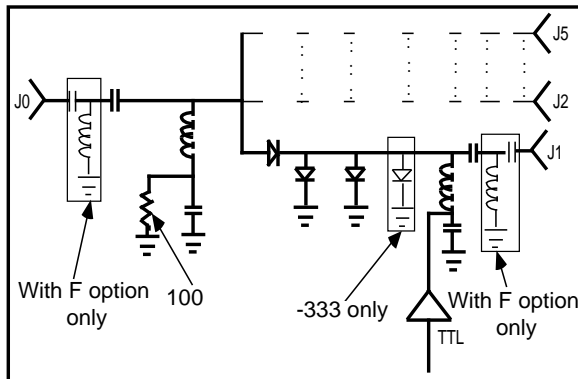 J5
J0
J2
J1
With F option
only
100
-333 only
TTL
With F option
only